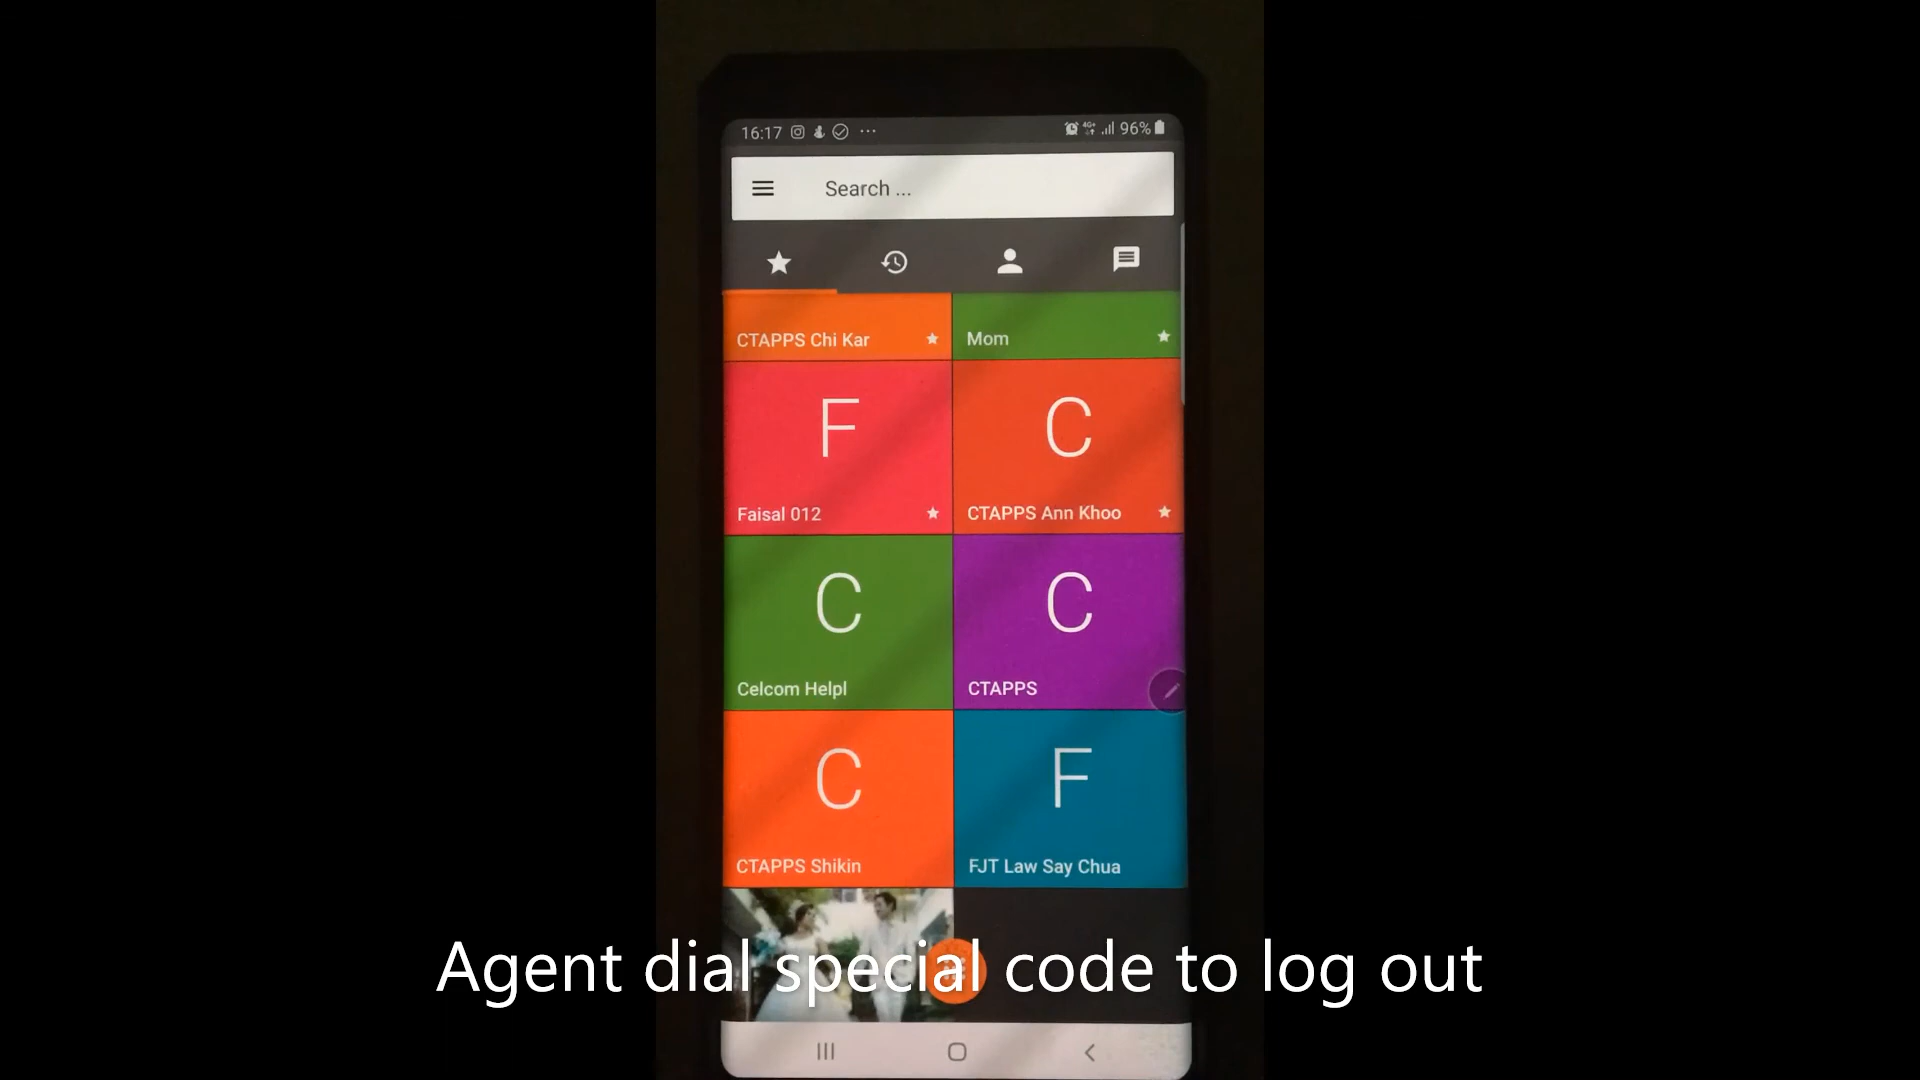 16:17
4G+
96%
Search ...
CTAPPS Chi Kar
Mom
F
C
Faisal 012
CTAPPS Ann Khoo
C
C
Celcom Helpl
CTAPPS
C
F
CTAPPS Shikin
FJT Law Say Chua
Agent dial special code to log out